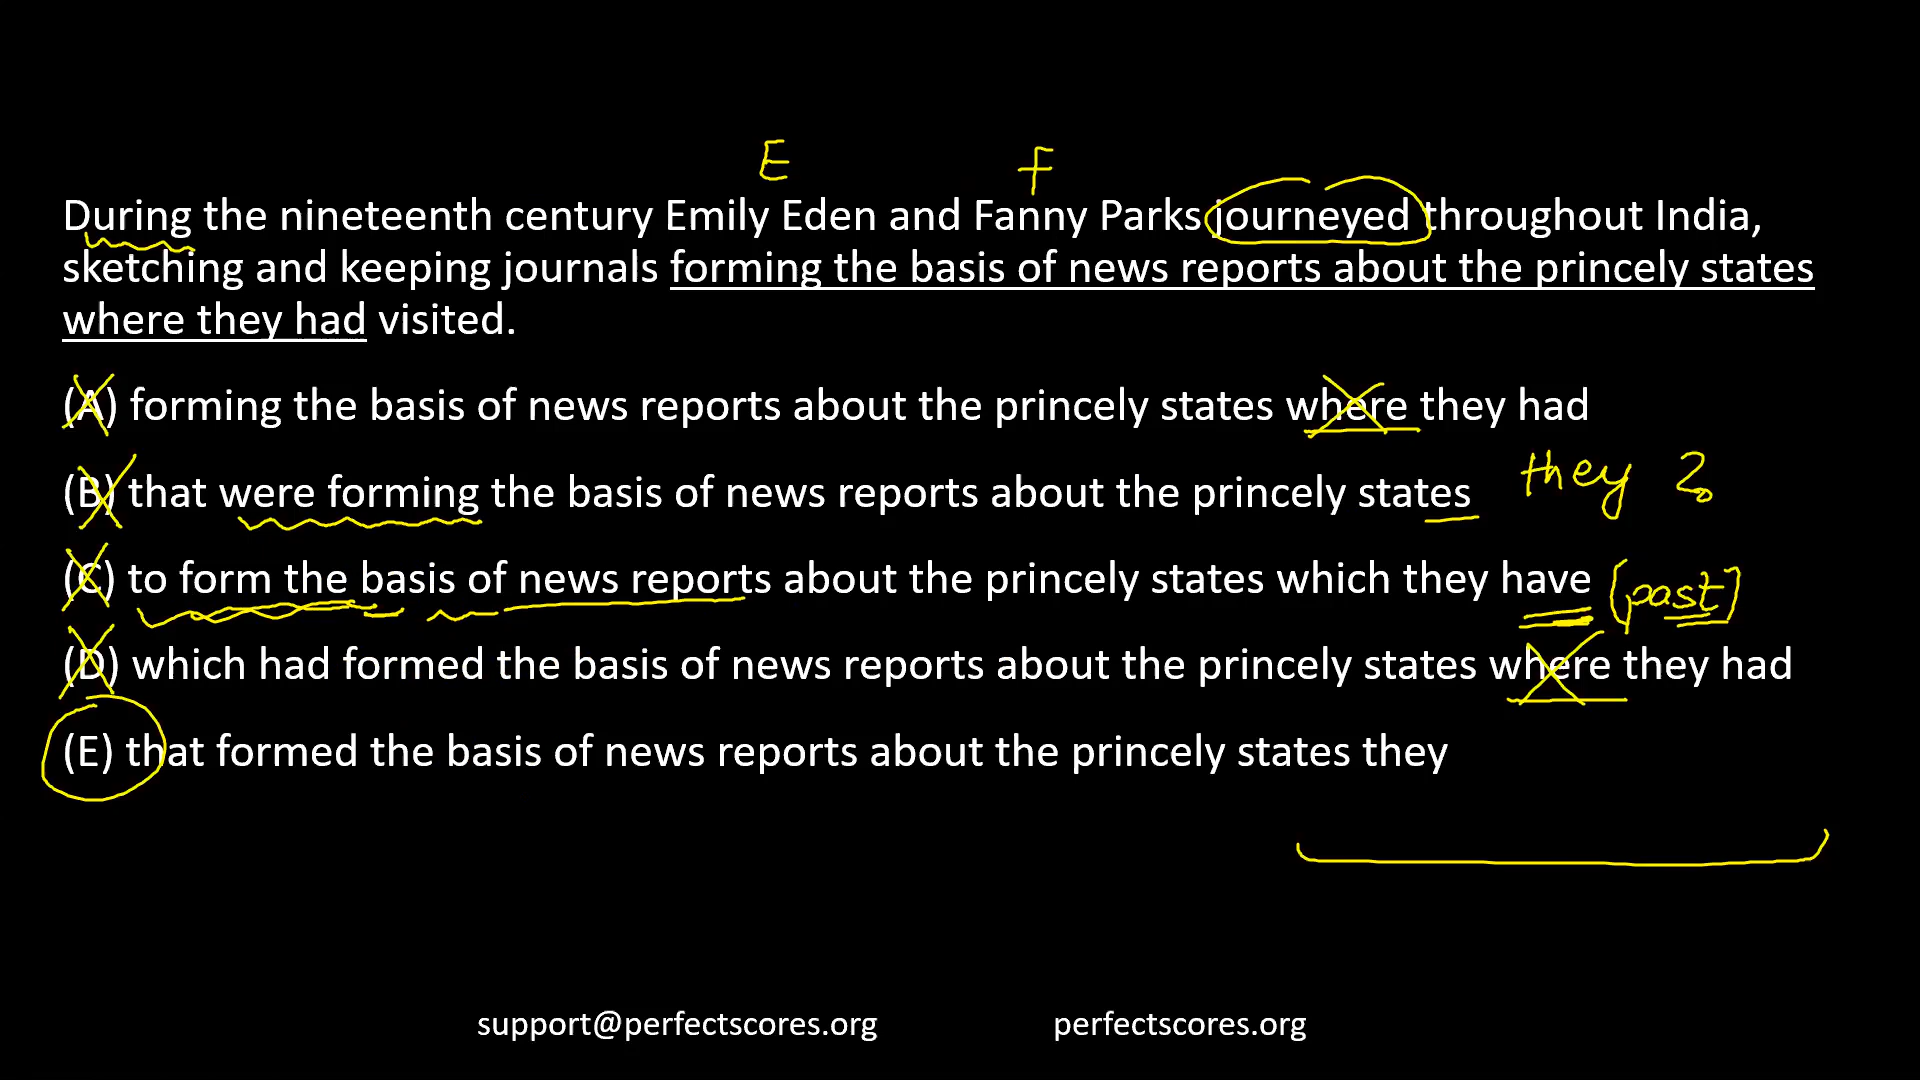 E F
During the nineteenth century Emily Eden and Fanny Parks journeyed throughout India,
sketching and keeping journals forming the basis of news reports about the princely states
where they had visited.
(A) forming the basis of news reports about the princely states where they had
(B) that were forming the basis of news reports about the princely states they ?
(C) to form the basis of news reports about the princely states which they have (past)
(D) which had formed the basis of news reports about the princely states where they had
(E) that formed the basis of news reports about the princely states they
support@perfectscores.org perfectscores.org